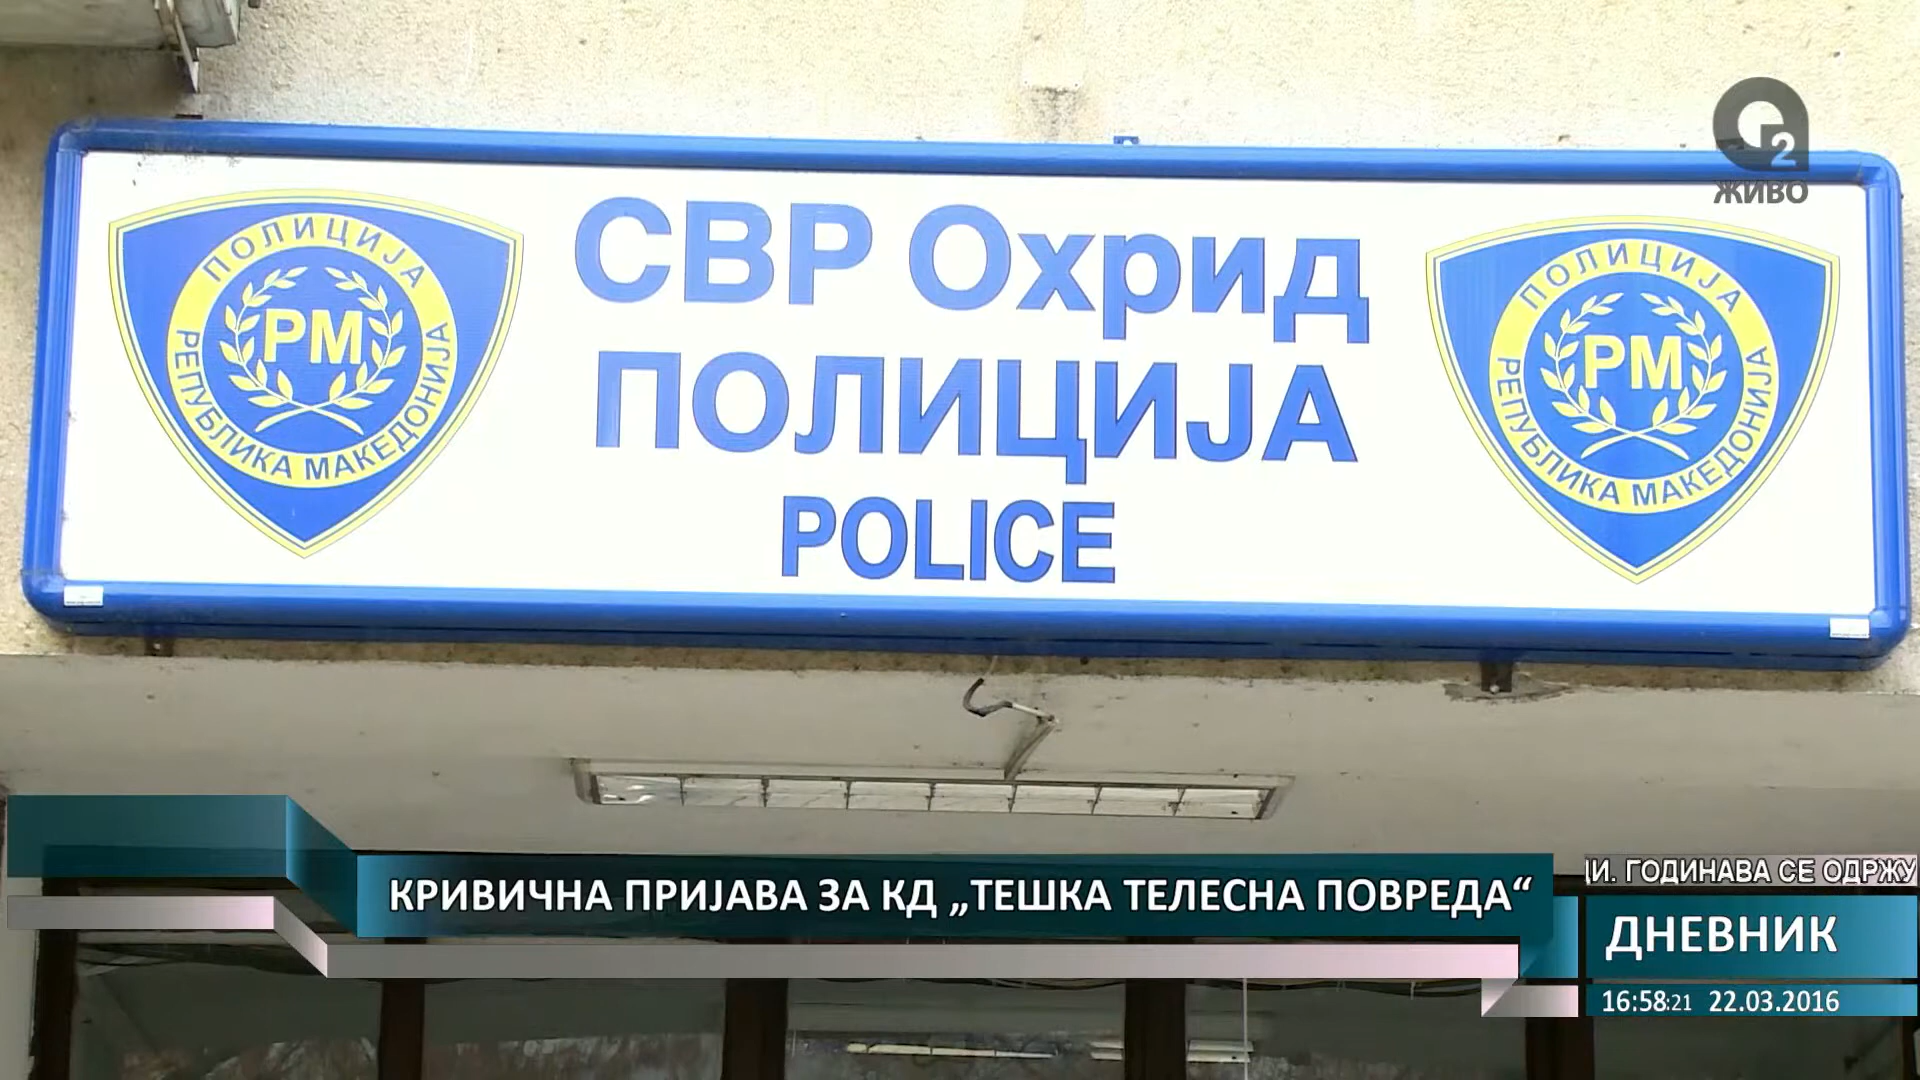 2
ЖИВО
ПОЛИЦИЈА
РМ
РЕПУБЛИКА МАКЕДОНИЈА
СВР Охрид
ПОЛИЦИЈА
POLICE
ПОЛИЦИЈА
РМ
РЕПУБЛИКА МАКЕДОНИЈА
КРИВИЧНА ПРИЈАВА ЗА КД „ТЕШКА ТЕЛЕСНА ПОВРЕДА“
ГОДИНАВА СЕ ОДРЖУ
ДНЕВНИК
16:58:21 22.03.2016